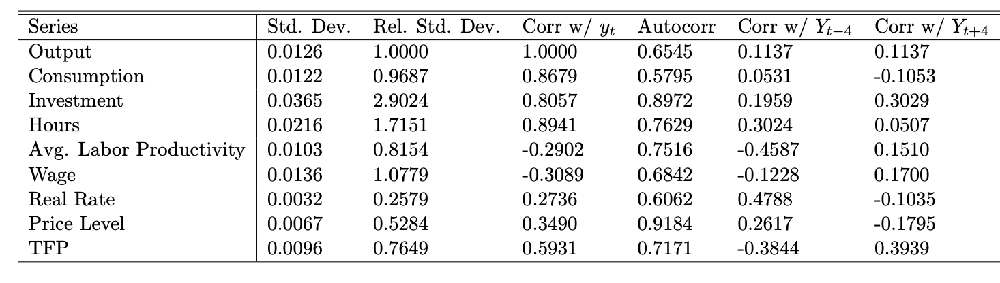 Series Std. Dev. Rel. Std. Dev. Corr w/ yt Autocorr Corr w/ Yt−4 Corr w/ Yt+4
Output 0.0126 1.0000 1.0000 0.6545 0.1137 0.1137
Consumption 0.0122 0.9687 0.8679 0.5795 0.0531 -0.1053
Investment 0.0365 2.9024 0.8057 0.8972 0.1959 0.3029
Hours 0.0216 1.7151 0.8941 0.7629 0.3024 0.0507
Avg. Labor Productivity 0.0103 0.8154 -0.2902 0.7516 -0.4587 0.1510
Wage 0.0136 1.0779 -0.3089 0.6842 -0.1228 0.1700
Real Rate 0.0032 0.2579 0.2736 0.6062 0.4788 -0.1035
Price Level 0.0067 0.5284 0.3490 0.9184 0.2617 -0.1795
TFP 0.0096 0.7649 0.5931 0.7171 -0.3844 0.3939